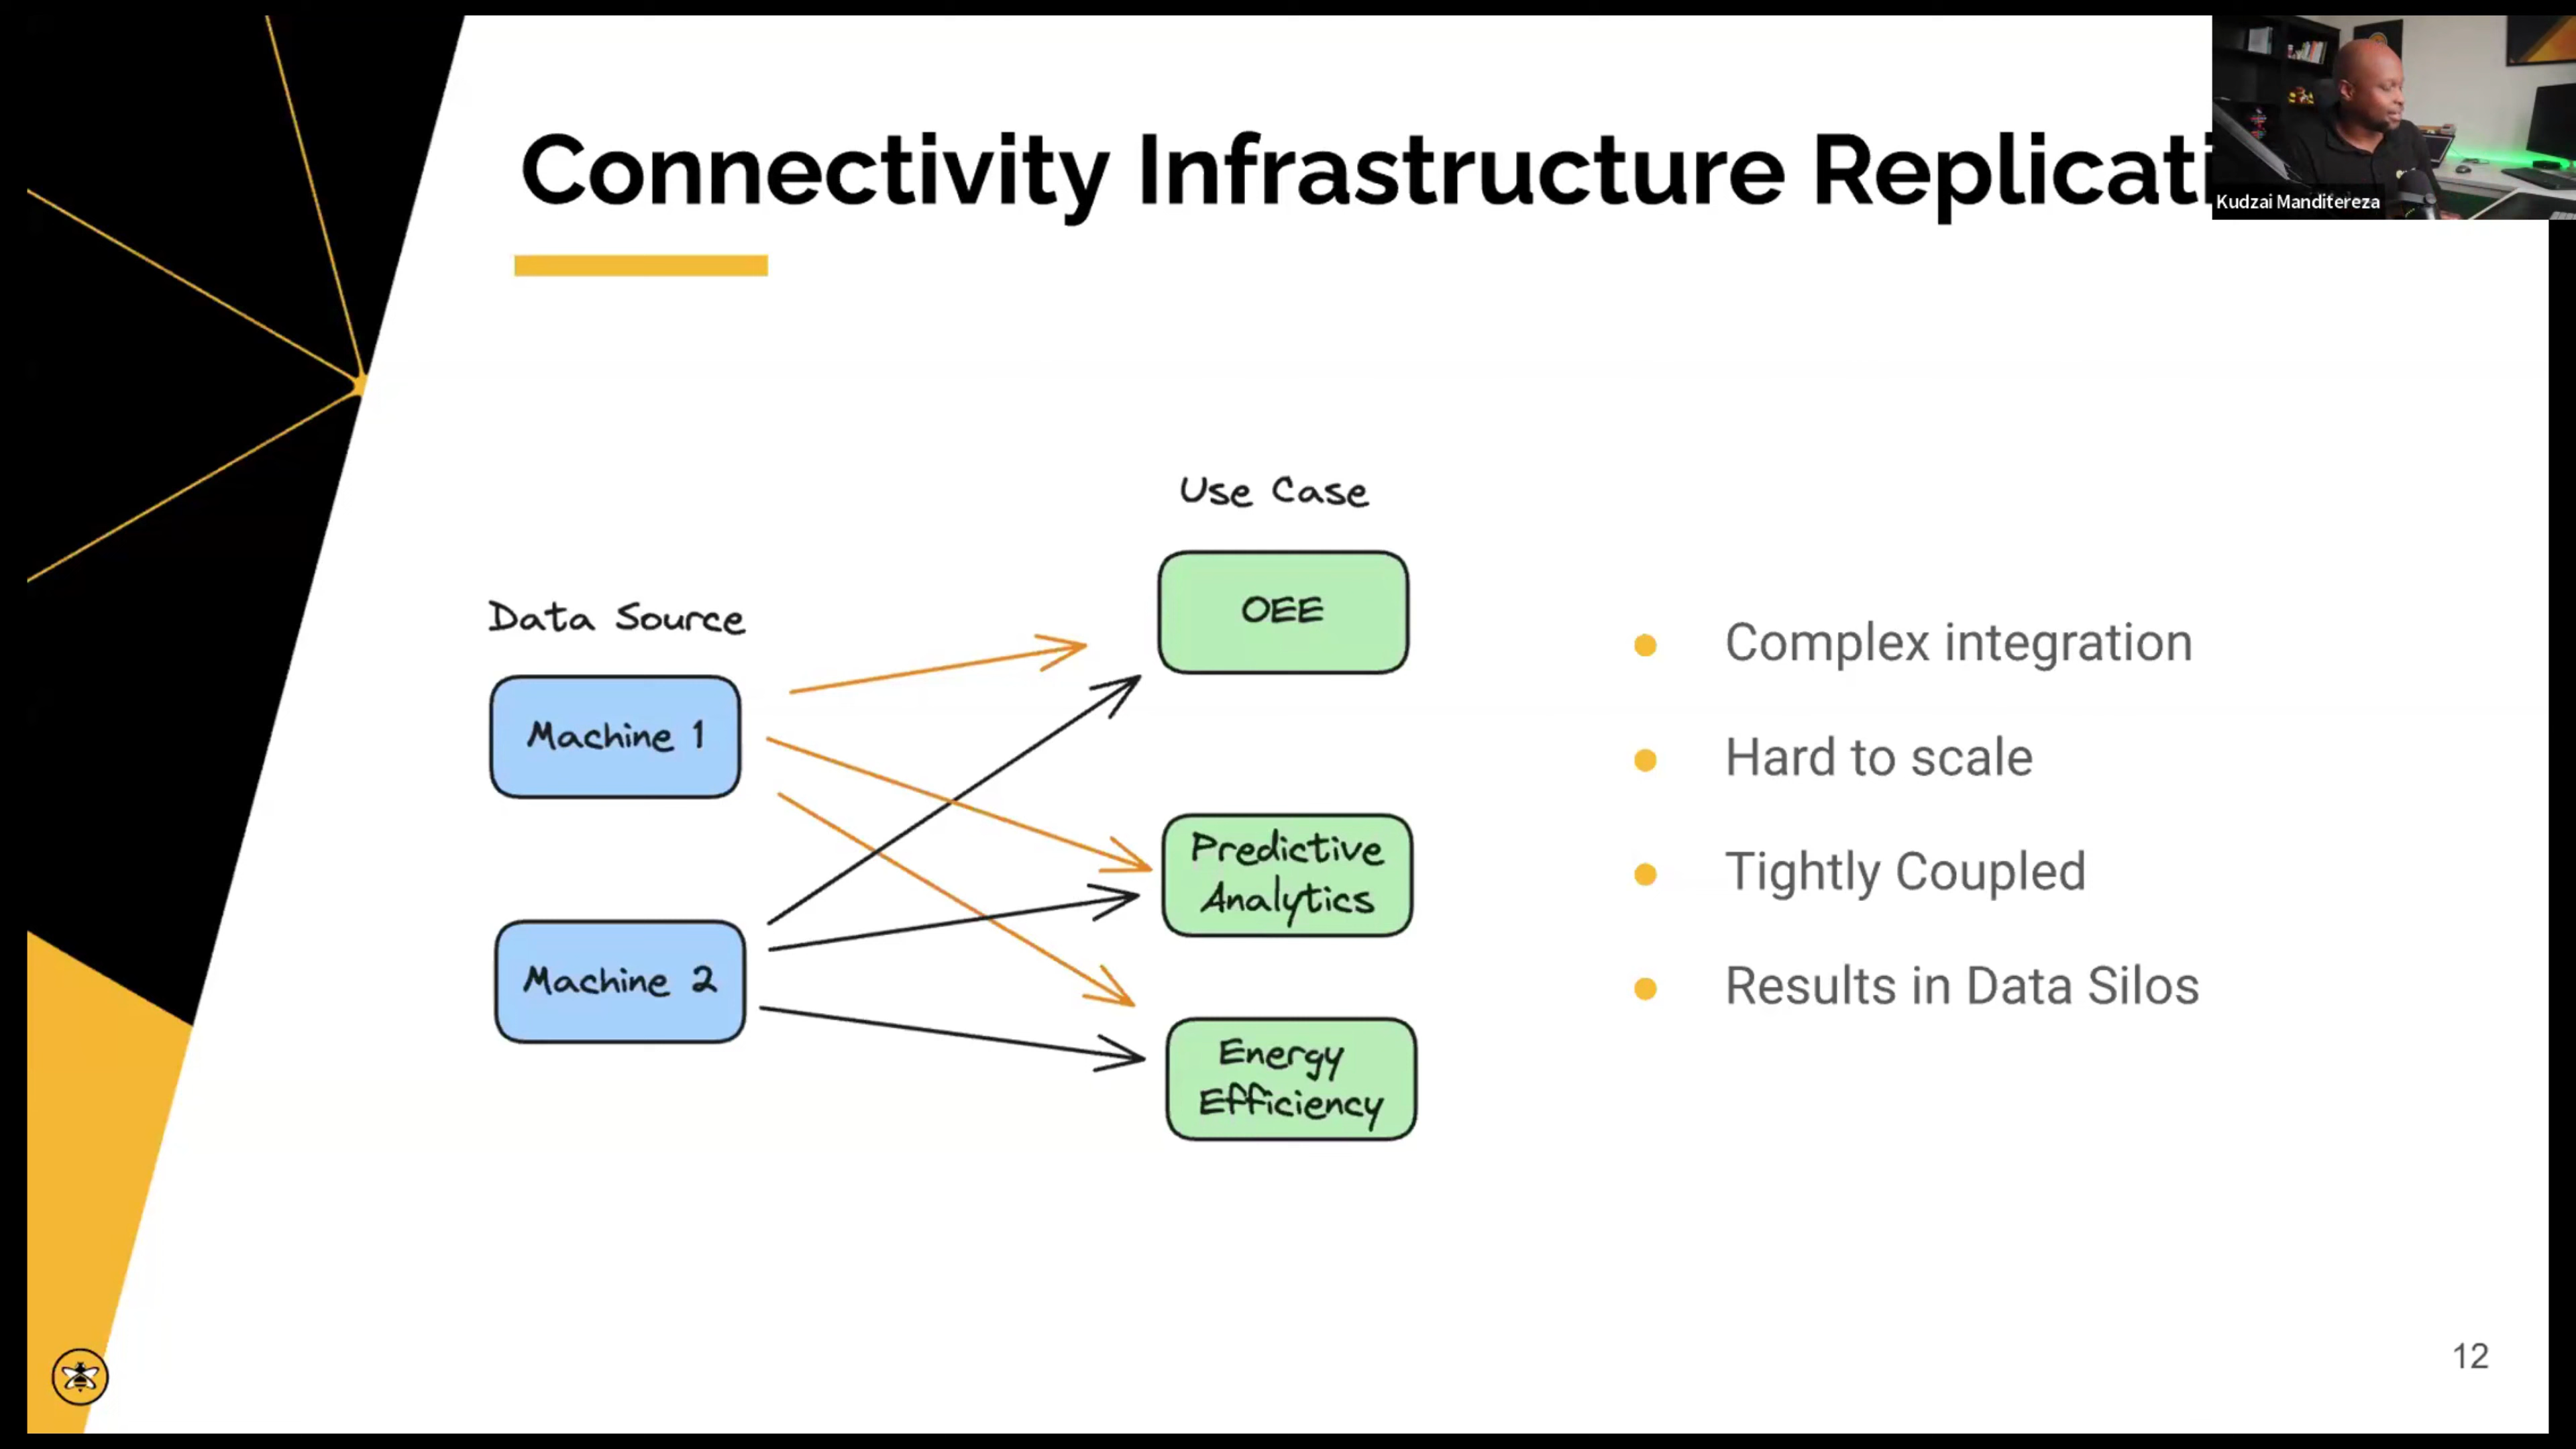 Connectivity Infrastructure Replicati
Kudzai Manditereza
Use Case
OEE
Data Source
Machine 1
Predictive
Analytics
Machine 2
Energy
Efficiency
Complex integration
Hard to scale
Tightly Coupled
Results in Data Silos
12